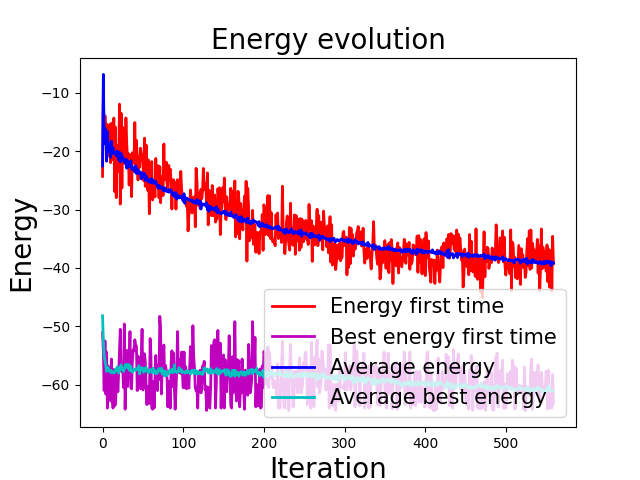 Energy evolution
Energy
−10
−20
−30
−40
−50
−60
Energy first time
Best energy first time
Average energy
Average best energy
0 100 200 300 400 500
Iteration